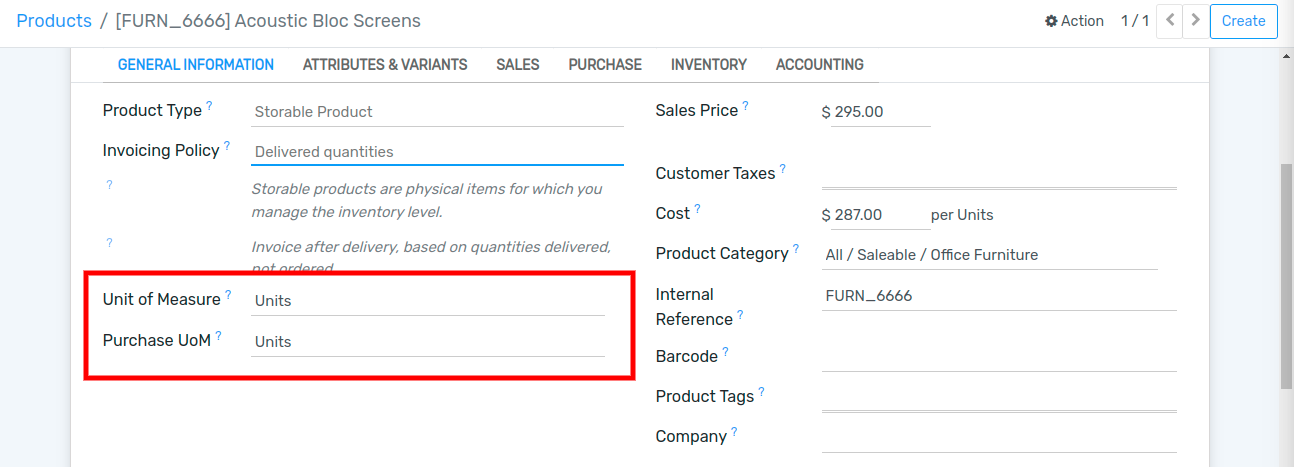 Products / [FURN_6666] Acoustic Bloc Screens
Action 1 / 1 Create
GENERAL INFORMATION ATTRIBUTES & VARIANTS SALES PURCHASE INVENTORY ACCOUNTING
Product Type ? Storable Product
Invoicing Policy ? Delivered quantities
? Storable products are physical items for which you
manage the inventory level.
? Invoice after delivery, based on quantities delivered,
not ordered
Unit of Measure ? Units
Purchase UoM ? Units
Sales Price ? $ 295.00
Customer Taxes ?
Cost ? $ 287.00 per Units
Product Category ? All / Saleable / Office Furniture
Internal
Reference ? FURN_6666
Barcode ?
Product Tags ?
Company ?